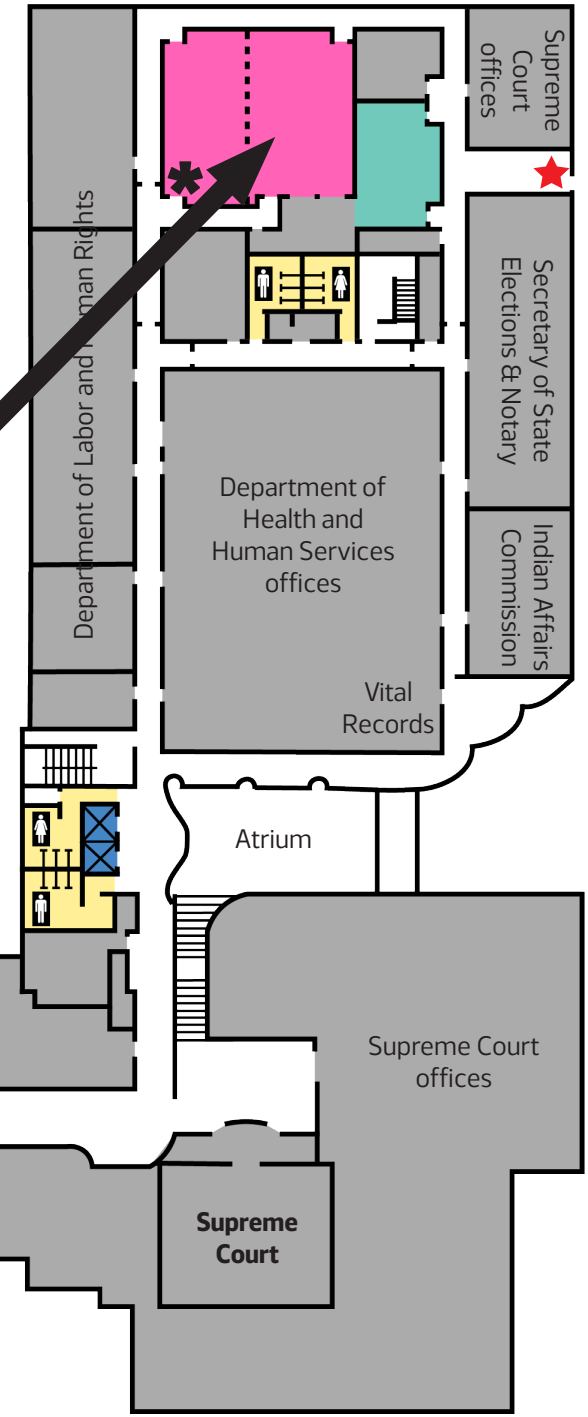 Supreme
Court
offices
Department of Labor and Human Rights
*
Secretary of State
Elections & Notary
Department of
Health and
Human Services
offices
Indian Affairs
Commission
Vital
Records
Atrium
Supreme Court
offices
Supreme
Court